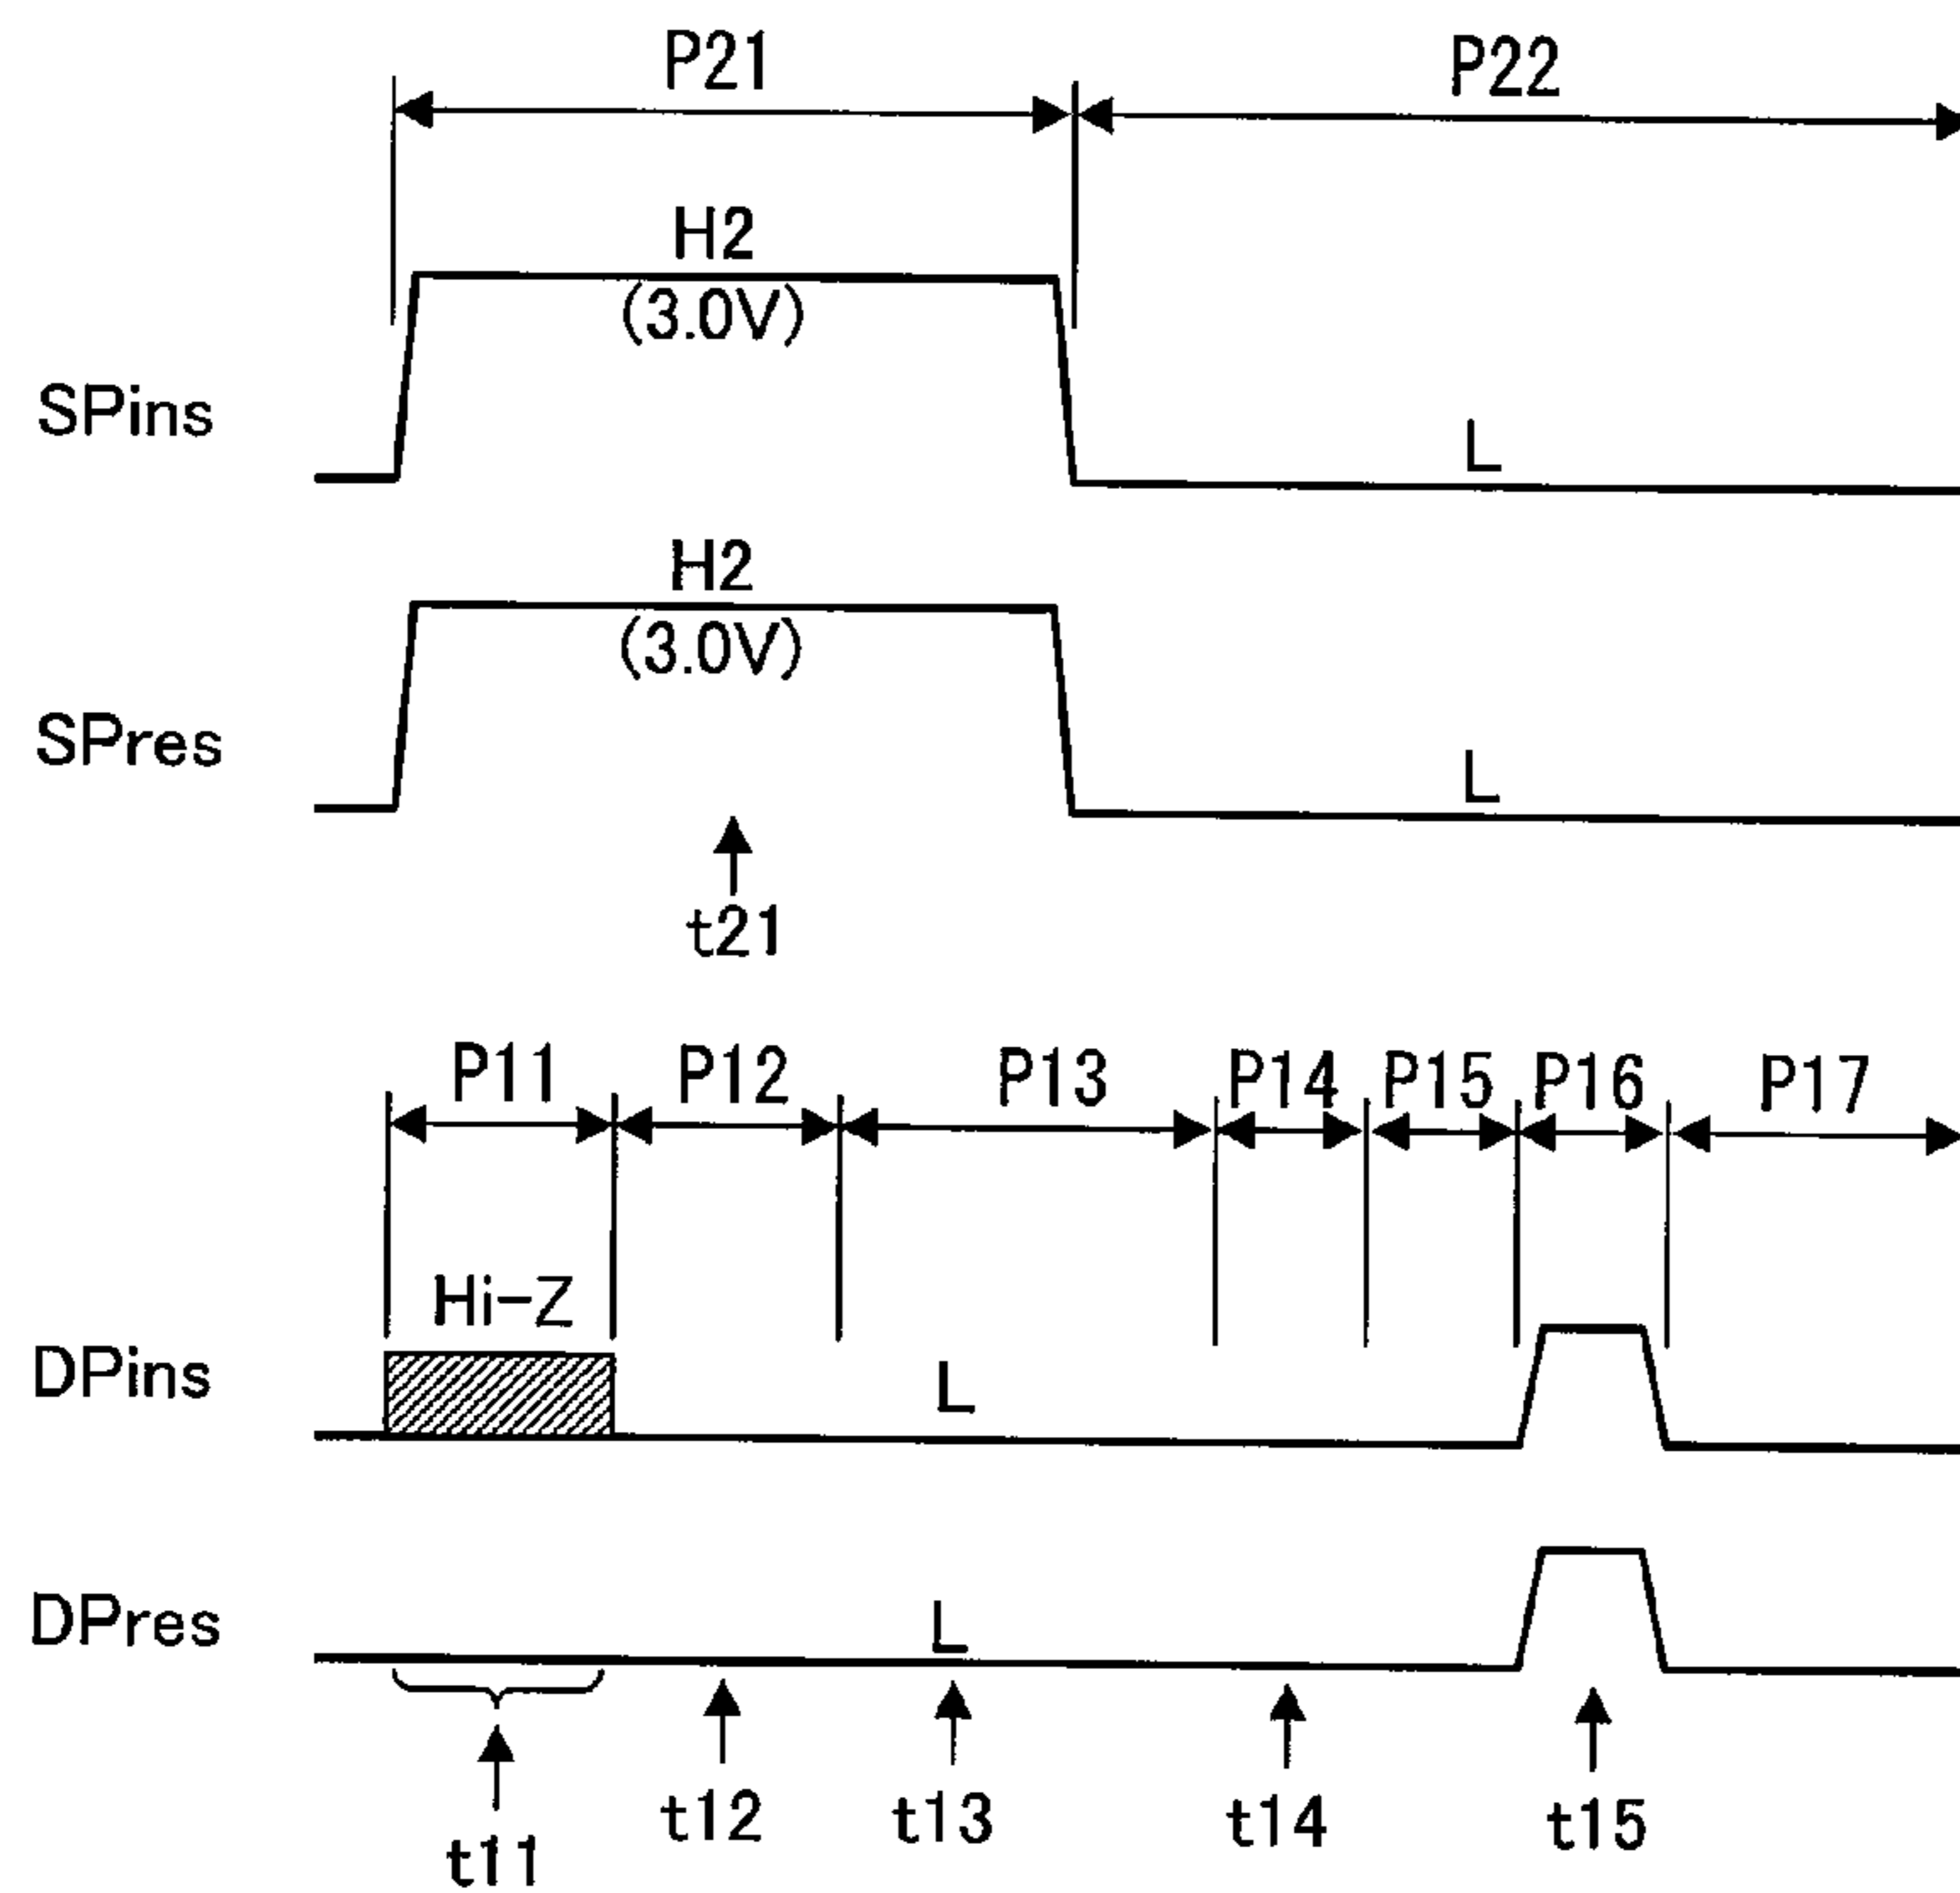 P21 P22
H2
(3.0V)
SPins
L
H2
(3.0V)
SPres
L
t21
P11 P12 P13 P14 P15 P16 P17
Hi-Z
DPins
L
DPres
L
t11 t12 t13 t14 t15